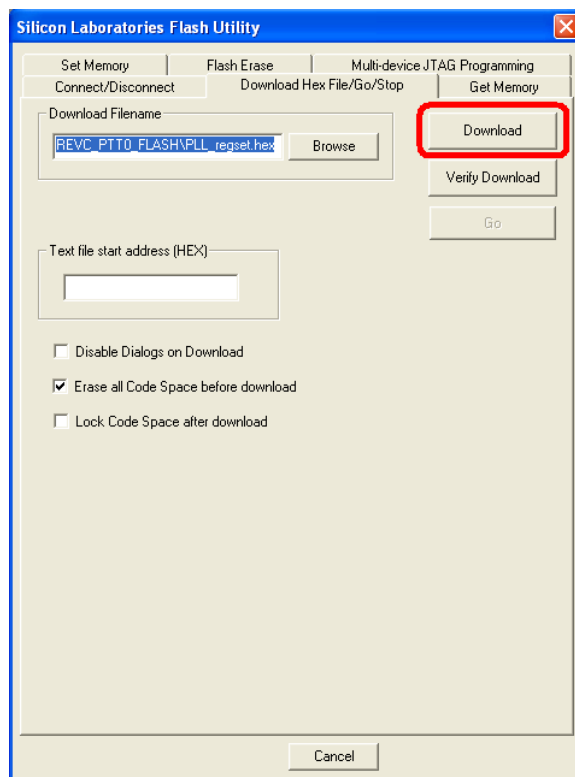 Silicon Laboratories Flash Utility
Set Memory Flash Erase Multi-device JTAG Programming
Connect/Disconnect Download Hex File/Go/Stop Get Memory
Download Filename
REVC_PTT0_FLASH\PLL_regset.hex Browse
Download
Verify Download
Go
Text file start address (HEX)
Disable Dialogs on Download
Erase all Code Space before download
Lock Code Space after download
Cancel